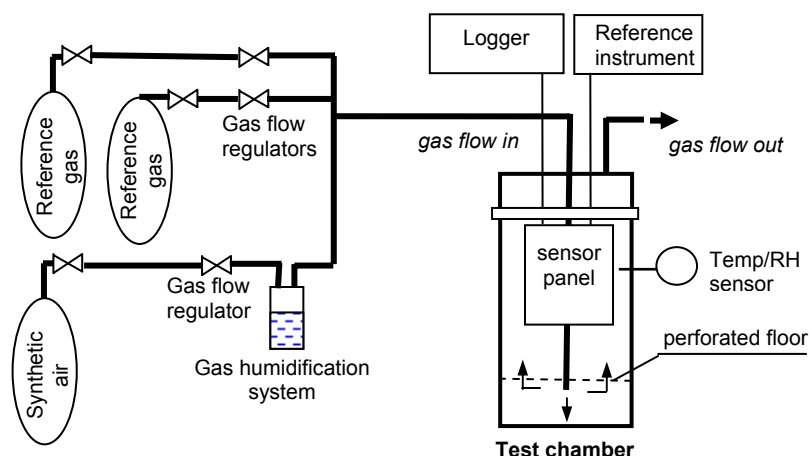 Logger
Reference
instrument
Reference
gas
Reference
gas
Gas flow
regulators
gas flow in
gas flow out
sensor
panel
Temp/RH
sensor
Synthetic
air
Gas flow
regulator
Gas humidification
system
perforated floor
Test chamber